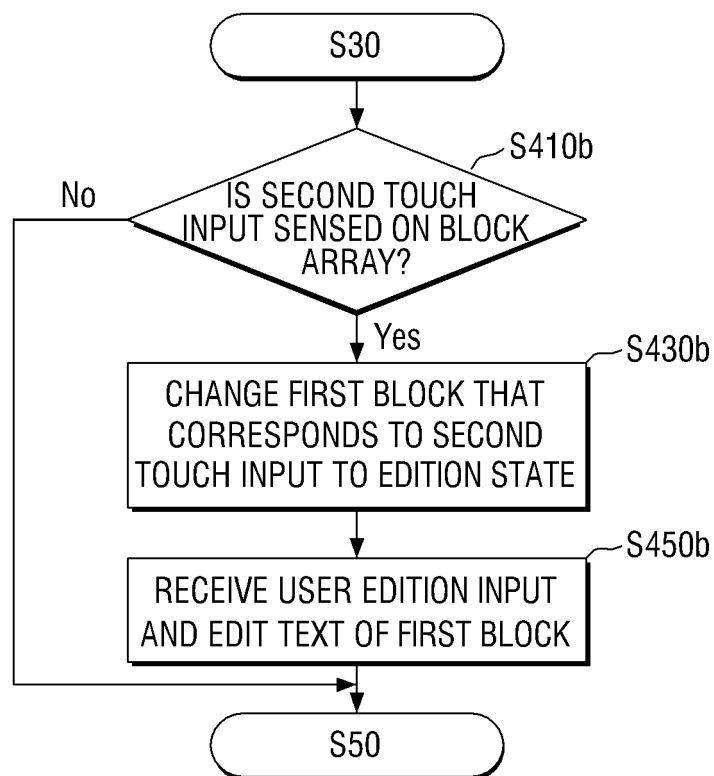 S30
S410b
No
IS SECOND TOUCH
INPUT SENSED ON BLOCK
ARRAY?
Yes
S430b
CHANGE FIRST BLOCK THAT
CORRESPONDS TO SECOND
TOUCH INPUT TO EDITION STATE
S450b
RECEIVE USER EDITION INPUT
AND EDIT TEXT OF FIRST BLOCK
S50